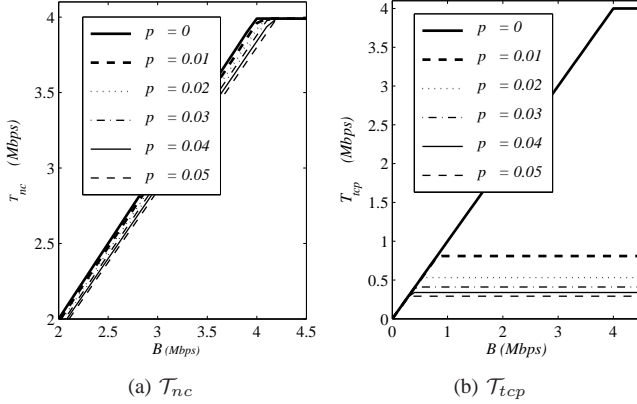 4
3.5
3
2.5
2
T_nc (Mbps)
p = 0
p = 0.01
p = 0.02
p = 0.03
p = 0.04
p = 0.05
2 2.5 3 3.5 4 4.5
B (Mbps)
(a) 𝒯_nc
4
3.5
3
2.5
2
1.5
1
0.5
0
T_tcp (Mbps)
p = 0
p = 0.01
p = 0.02
p = 0.03
p = 0.04
p = 0.05
0 1 2 3 4
B (Mbps)
(b) 𝒯_tcp